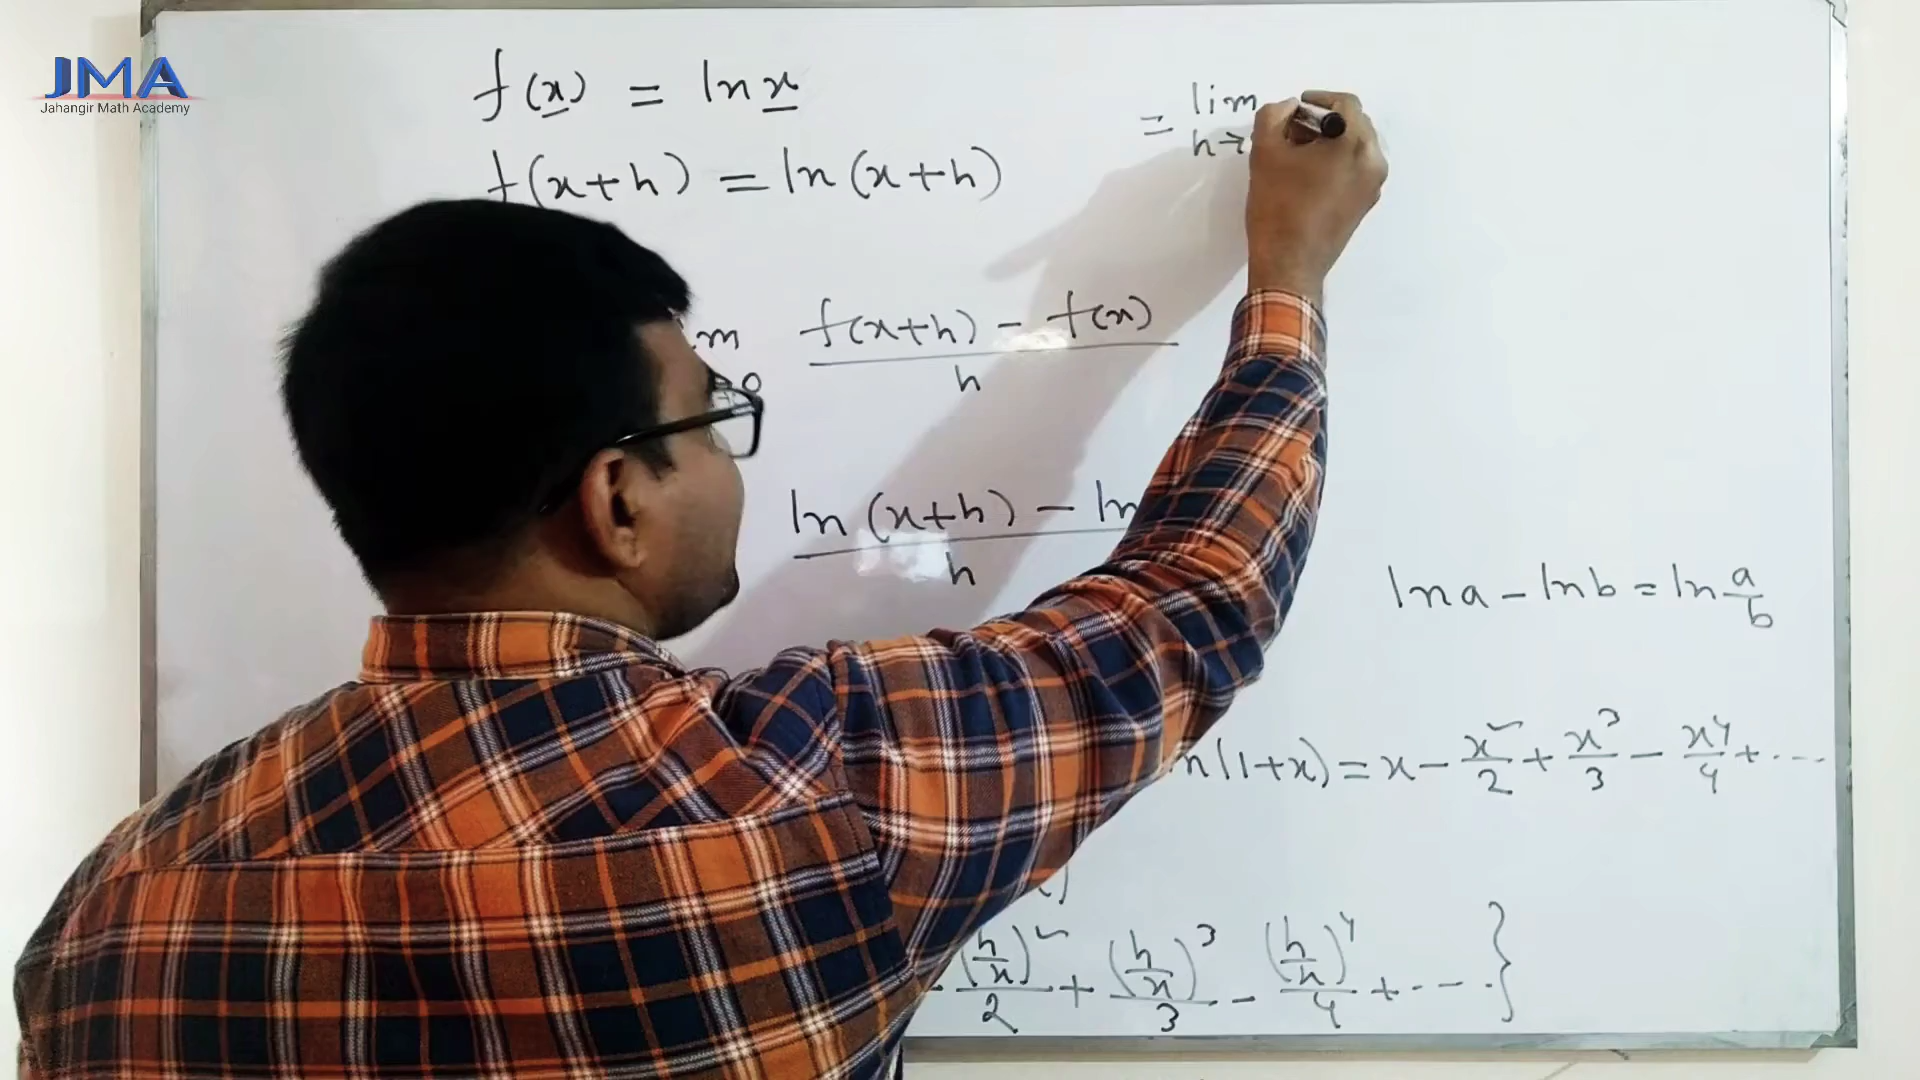 JMA
Jahangir Math Academy
f(x) = ln x
f(x+h) = ln(x+h)
f(x+h) - f(x)
h
ln(x+h) - ln
h
= lim
h→
ln a - ln b = ln a/b
n(1+x) = x - x²/2 + x³/3 - x⁴/4 + ...
(h/x)²/2 + (h/x)³/3 - (h/x)⁴/4 + ... }